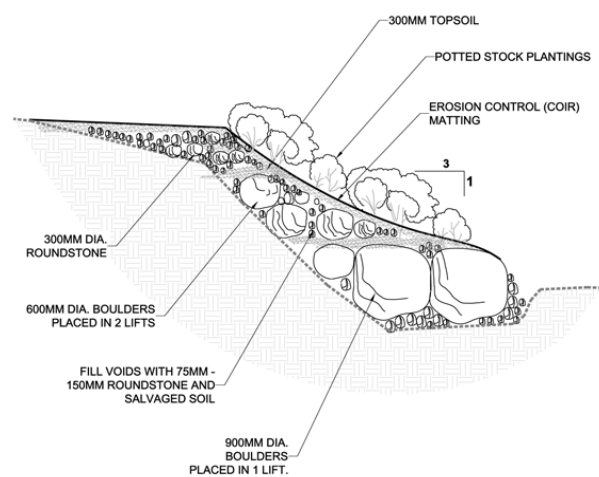 300MM TOPSOIL
POTTED STOCK PLANTINGS
EROSION CONTROL (COIR)
MATTING
3
1
300MM DIA.
ROUNDSTONE
600MM DIA. BOULDERS
PLACED IN 2 LIFTS
FILL VOIDS WITH 75MM -
150MM ROUNDSTONE AND
SALVAGED SOIL
900MM DIA.
BOULDERS
PLACED IN 1 LIFT.